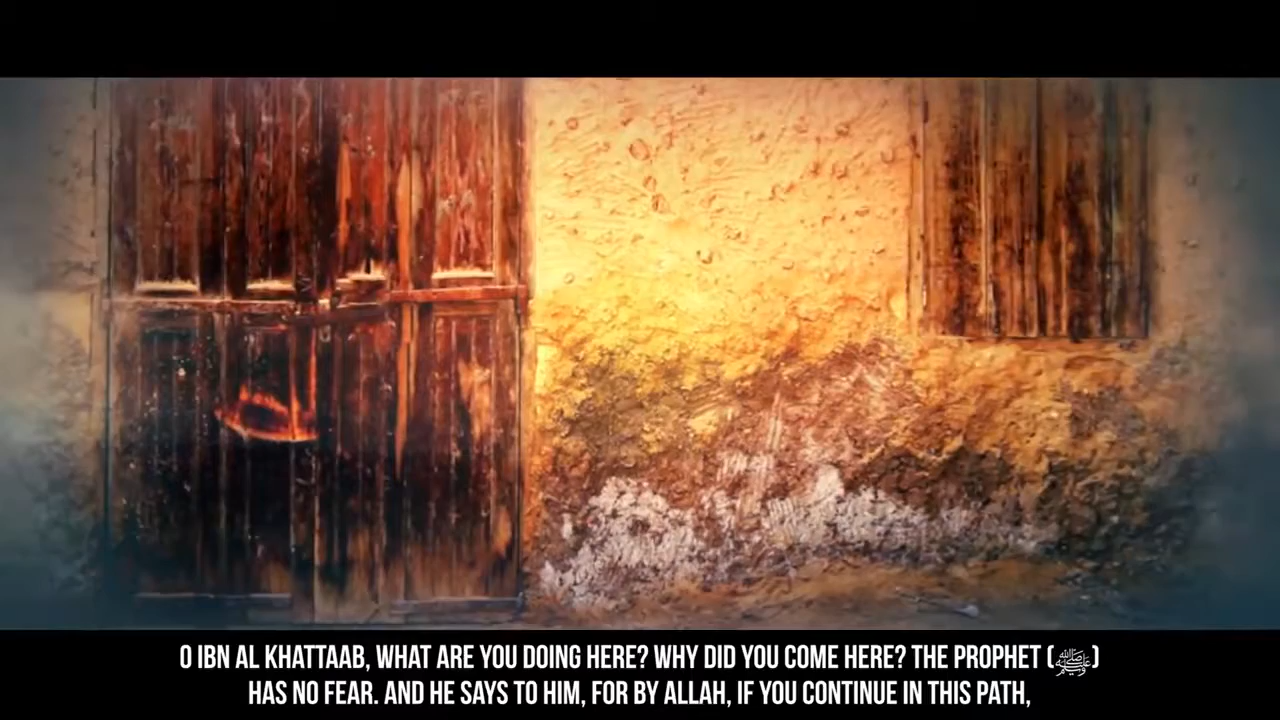 O IBN AL KHATTAAB, WHAT ARE YOU DOING HERE? WHY DID YOU COME HERE? THE PROPHET (ﷺ)
HAS NO FEAR. AND HE SAYS TO HIM, FOR BY ALLAH, IF YOU CONTINUE IN THIS PATH,